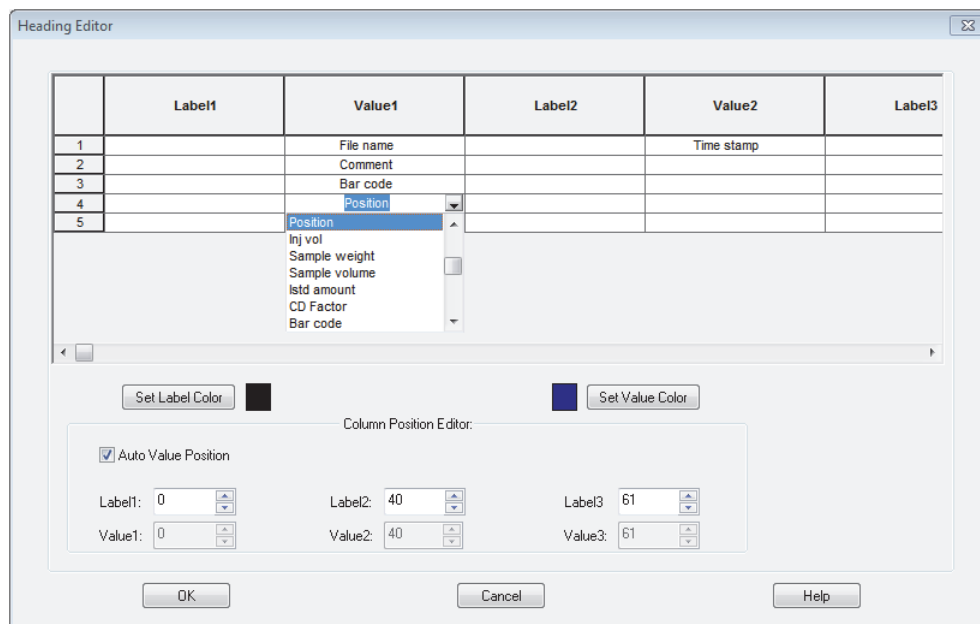 Heading Editor
Label1 Value1 Label2 Value2 Label3
1 File name Time stamp
2 Comment
3 Bar code
4 Position
5
Position
Inj vol
Sample weight
Sample volume
Istd amount
CD Factor
Bar code
Set Label Color Set Value Color
Column Position Editor:
Auto Value Position
Label1: 0 Label2: 40 Label3 61
Value1: 0 Value2: 40 Value3: 61
OK Cancel Help